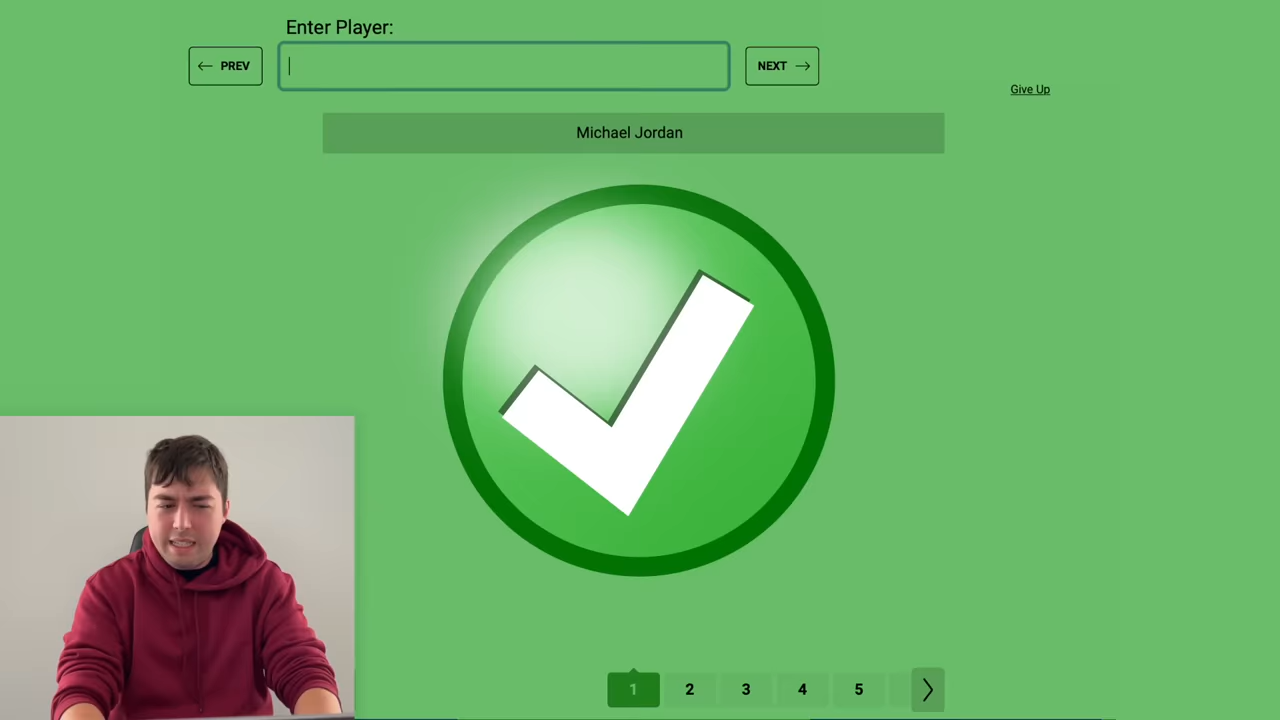 Enter Player:
← PREV
NEXT →
Give Up
Michael Jordan
1 2 3 4 5